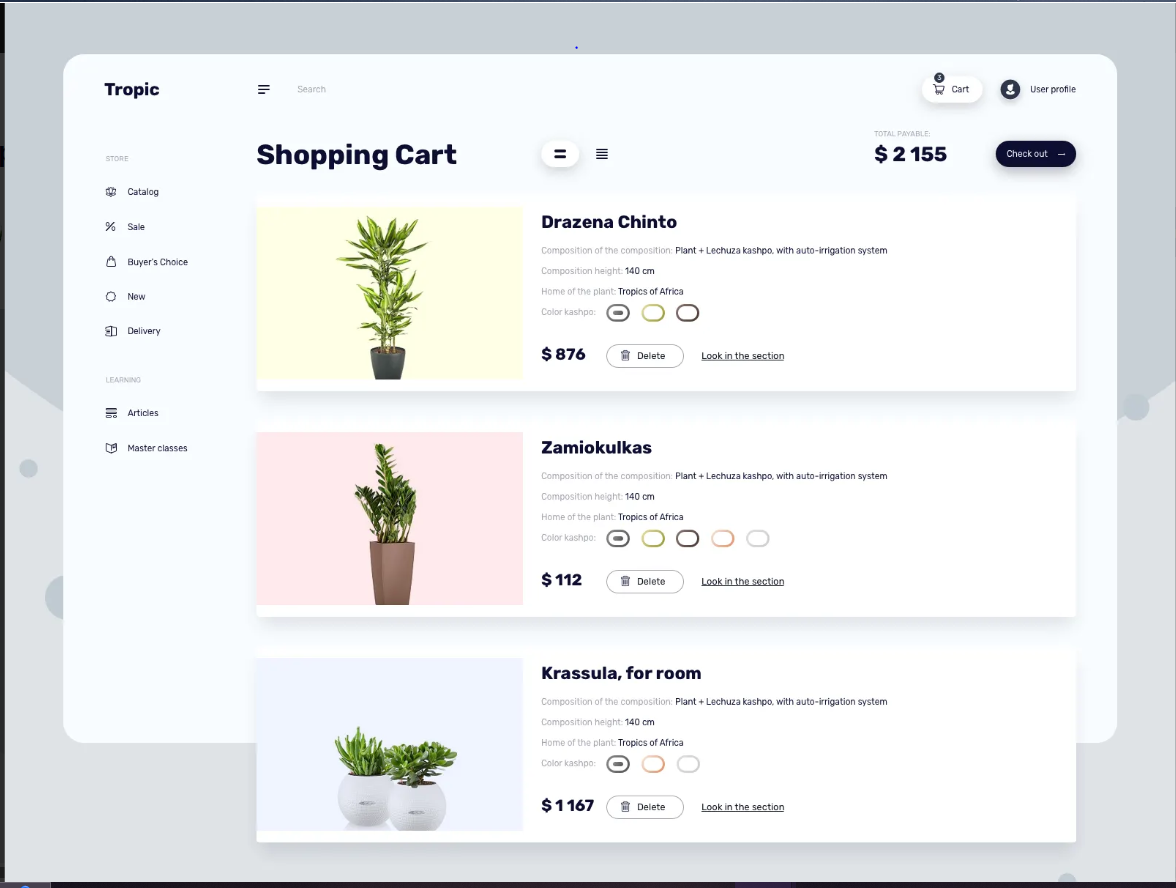 Tropic
Search
3
Cart
User profile
Shopping Cart
TOTAL PAYABLE:
$ 2 155
Check out →
STORE
Catalog
Sale
Buyer's Choice
New
Delivery
LEARNING
Articles
Master classes
Drazena Chinto
Composition of the composition: Plant + Lechuza kashpo, with auto-irrigation system
Composition height: 140 cm
Home of the plant: Tropics of Africa
Color kashpo:
$ 876
Delete
Look in the section
Zamiokulkas
Composition of the composition: Plant + Lechuza kashpo, with auto-irrigation system
Composition height: 140 cm
Home of the plant: Tropics of Africa
Color kashpo:
$ 112
Delete
Look in the section
Krassula, for room
Composition of the composition: Plant + Lechuza kashpo, with auto-irrigation system
Composition height: 140 cm
Home of the plant: Tropics of Africa
Color kashpo:
$ 1 167
Delete
Look in the section